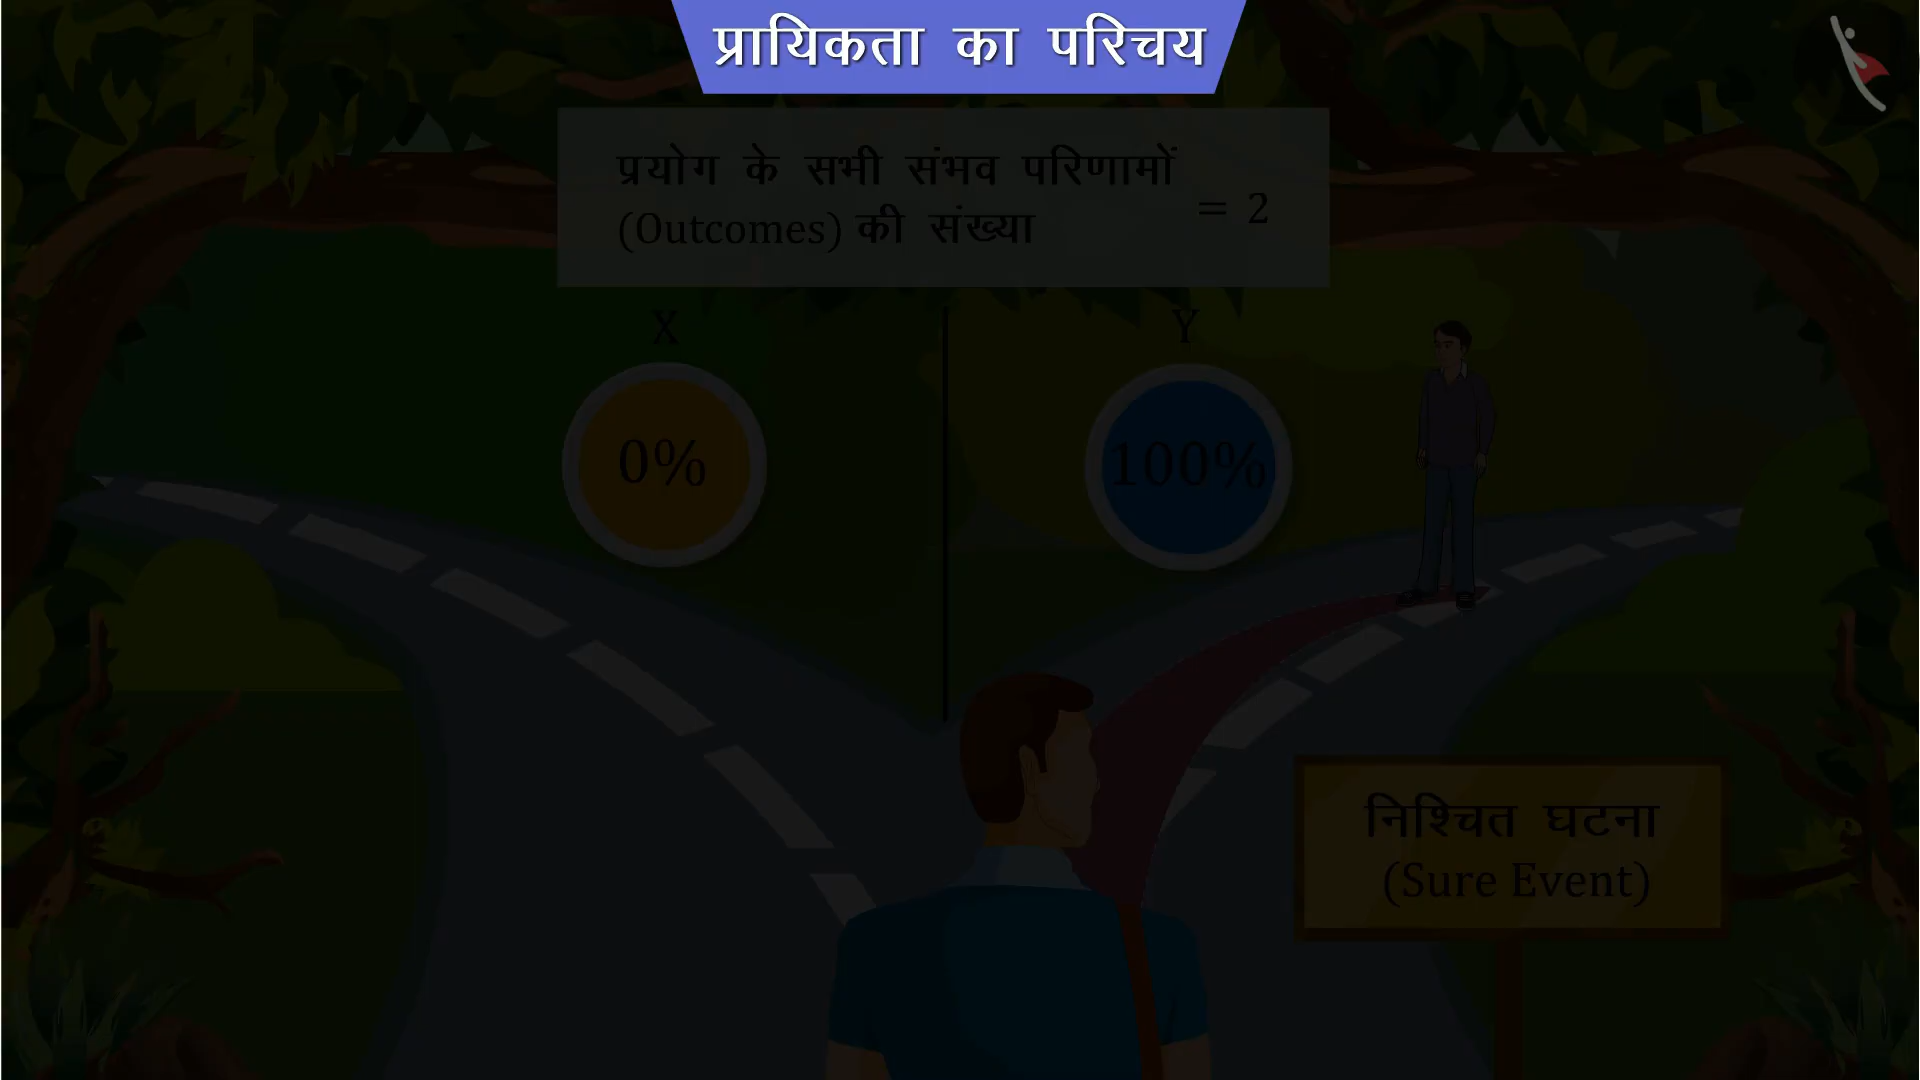 प्रायिकता का परिचय
प्रयोग के सभी संभव परिणामों
(Outcomes) की संख्या = 2
X Y
0% 100%
निश्चित घटना
(Sure Event)